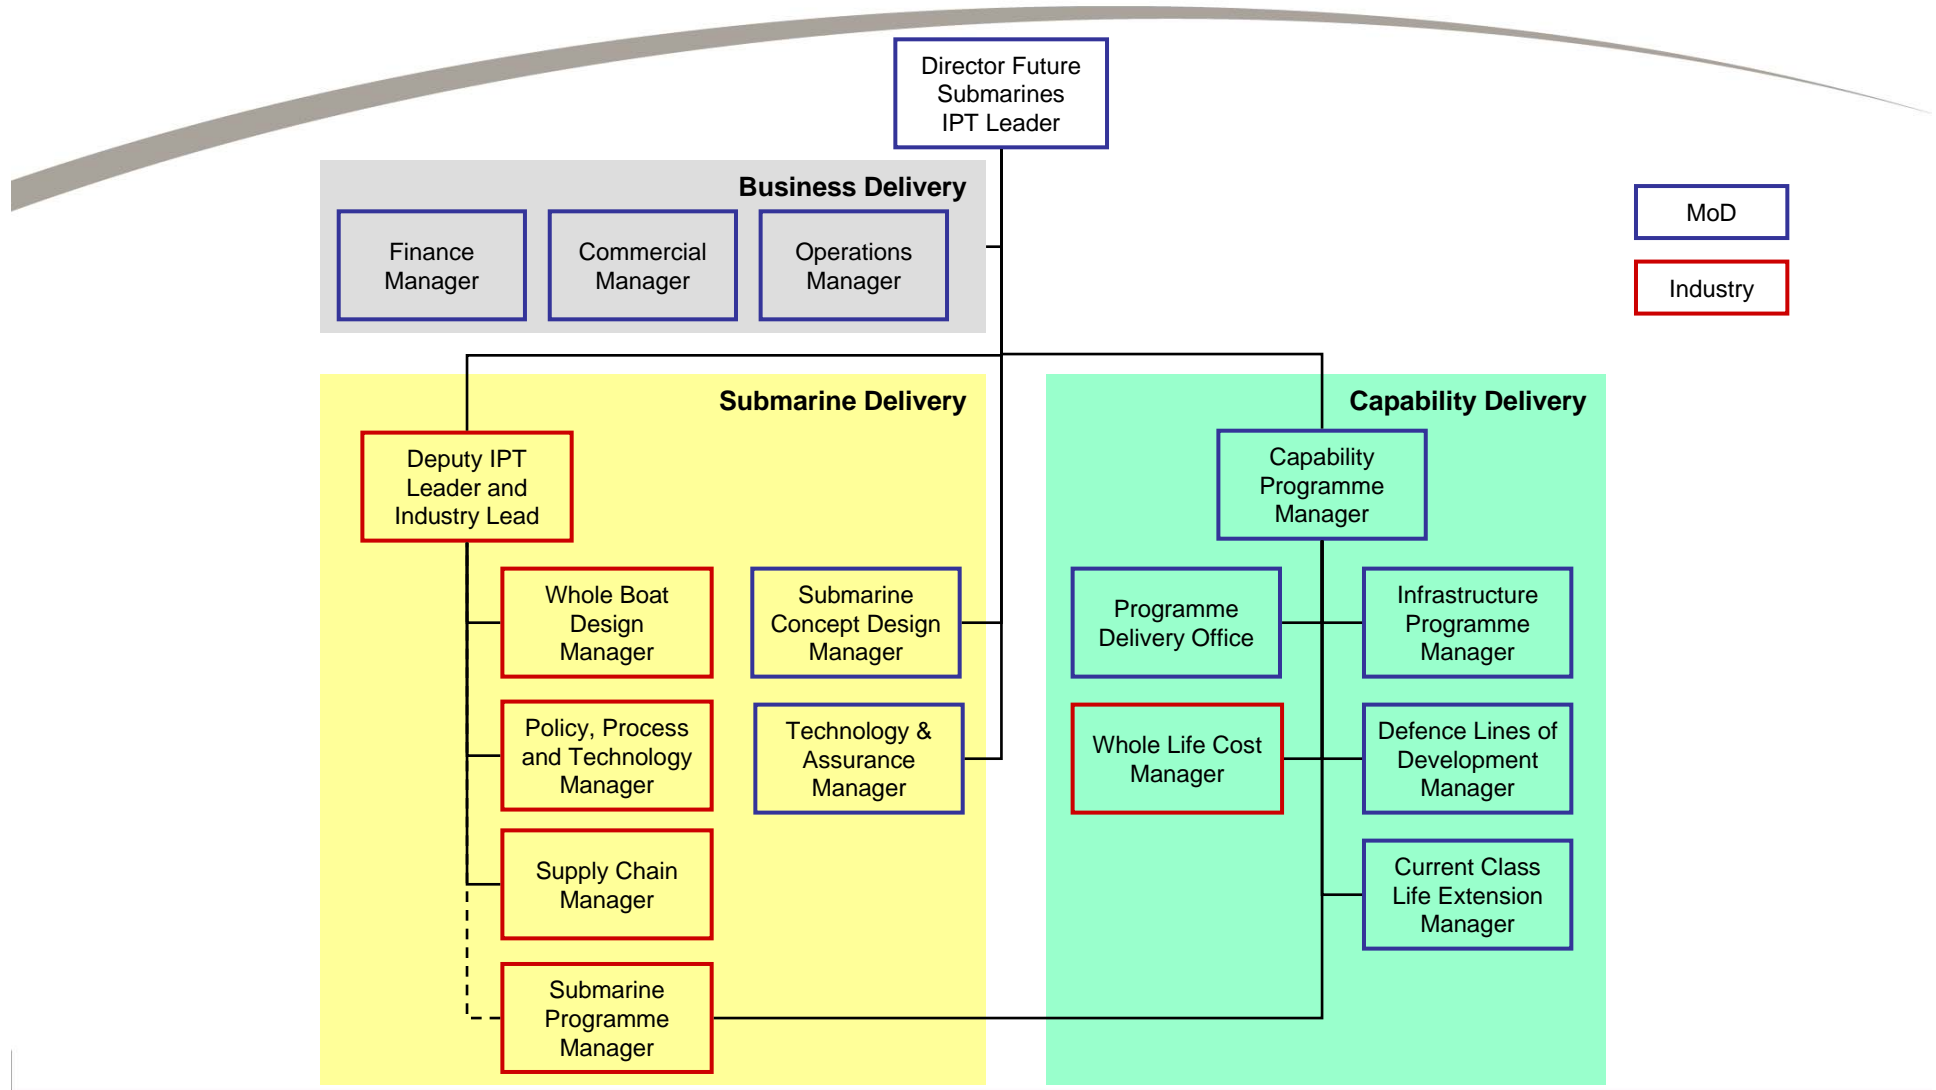 Director Future
Submarines
IPT Leader
Business Delivery
Finance
Manager
Commercial
Manager
Operations
Manager
MoD
Industry
Submarine Delivery
Deputy IPT
Leader and
Industry Lead
Whole Boat
Design
Manager
Submarine
Concept Design
Manager
Policy, Process
and Technology
Manager
Technology &
Assurance
Manager
Supply Chain
Manager
Submarine
Programme
Manager
Capability Delivery
Capability
Programme
Manager
Programme
Delivery Office
Infrastructure
Programme
Manager
Whole Life Cost
Manager
Defence Lines of
Development
Manager
Current Class
Life Extension
Manager